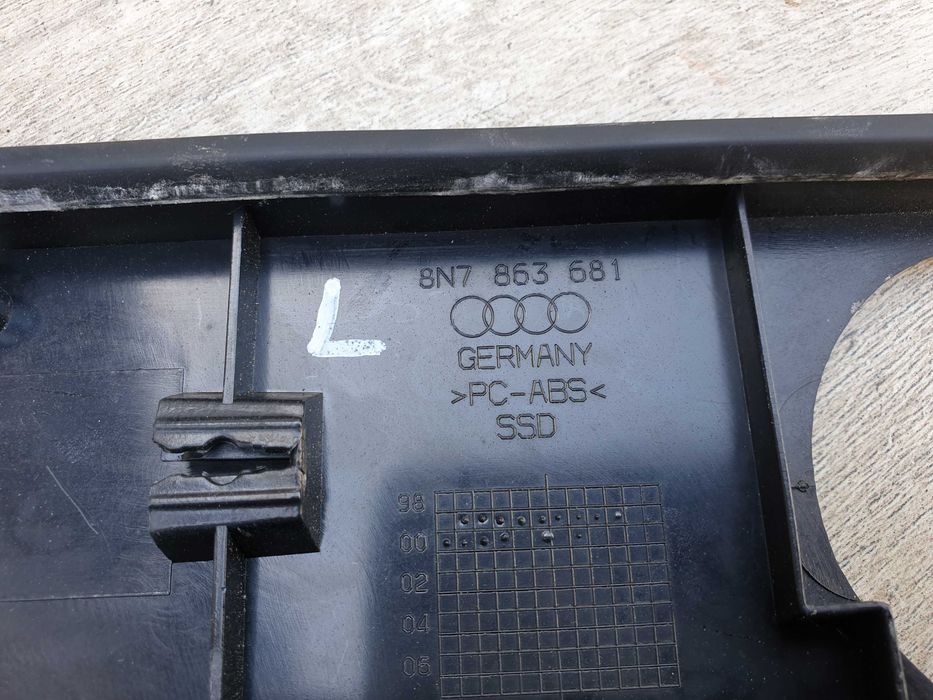 8N7 863 681
L
GERMANY
>PC-ABS<
SSD
98
00
02
04
06